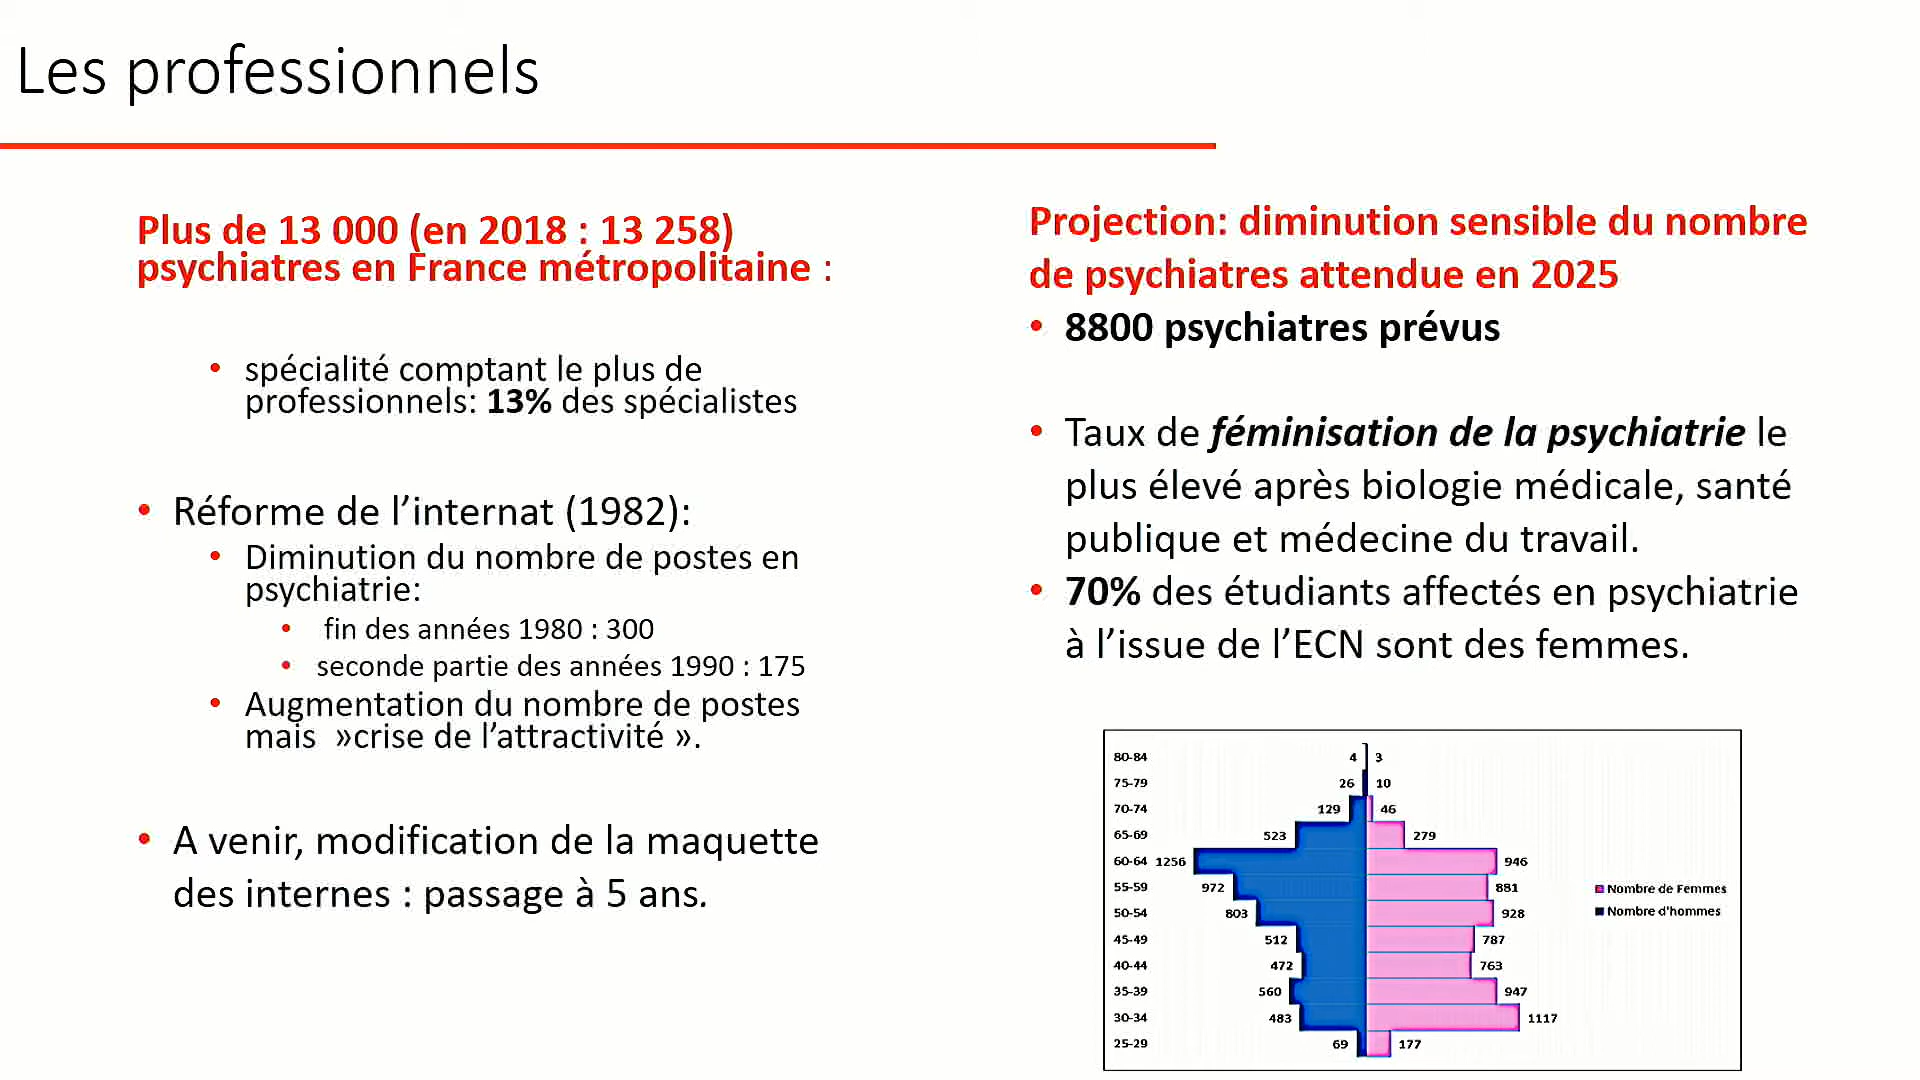 Les professionnels
Plus de 13 000 (en 2018 : 13 258)
psychiatres en France métropolitaine :
• spécialité comptant le plus de
professionnels: 13% des spécialistes
• Réforme de l’internat (1982):
• Diminution du nombre de postes en
psychiatrie:
• fin des années 1980 : 300
• seconde partie des années 1990 : 175
• Augmentation du nombre de postes
mais »crise de l’attractivité ».
• A venir, modification de la maquette
des internes : passage à 5 ans.
Projection: diminution sensible du nombre
de psychiatres attendue en 2025
• 8800 psychiatres prévus
• Taux de féminisation de la psychiatrie le
plus élevé après biologie médicale, santé
publique et médecine du travail.
• 70% des étudiants affectés en psychiatrie
à l’issue de l’ECN sont des femmes.
80-84 4 3
75-79 26 10
70-74 129 46
65-69 523 279
60-64 1256 946
55-59 972 881
50-54 803 928
45-49 512 787
40-44 472 763
35-39 560 947
30-34 483 1117
25-29 69 177
Nombre de Femmes
Nombre d'hommes